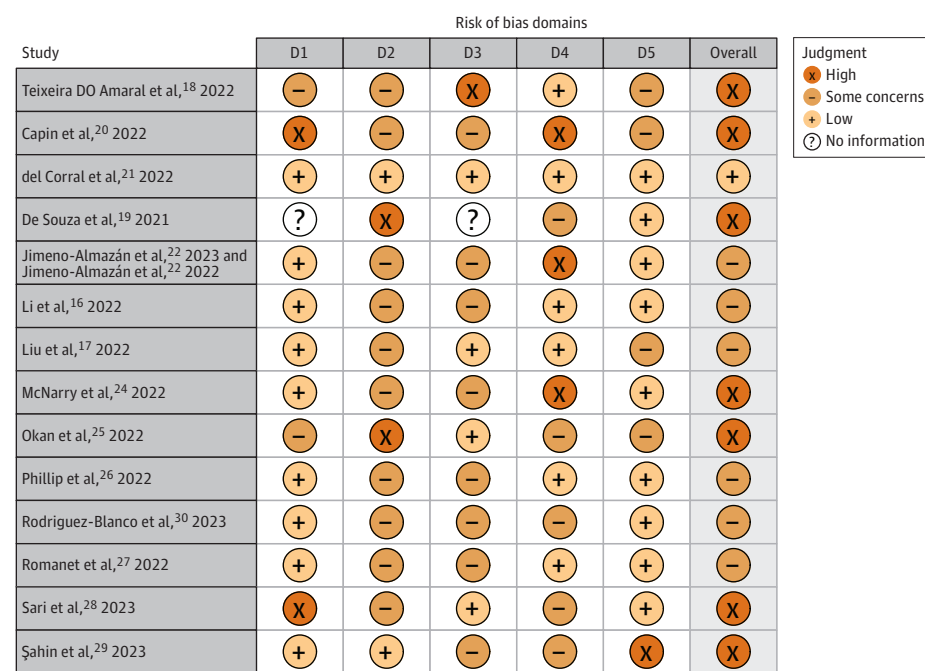 Risk of bias domains
Study D1 D2 D3 D4 D5 Overall
Teixeira DO Amaral et al,18 2022 − − X + − X
Capin et al,20 2022 X − − X − X
del Corral et al,21 2022 + + + + + +
De Souza et al,19 2021 ? X ? − + X
Jimeno-Almazán et al,22 2023 and
Jimeno-Almazán et al,22 2022 + − − X + −
Li et al,16 2022 + − − + + −
Liu et al,17 2022 + − + + − −
McNarry et al,24 2022 + − − X + X
Okan et al,25 2022 − X + − − X
Phillip et al,26 2022 + − − + + −
Rodriguez-Blanco et al,30 2023 + − − − + −
Romanet et al,27 2022 + − − + + −
Sari et al,28 2023 X − + − + X
Şahin et al,29 2023 + + − − X X
Judgment
X High
− Some concerns
+ Low
? No information